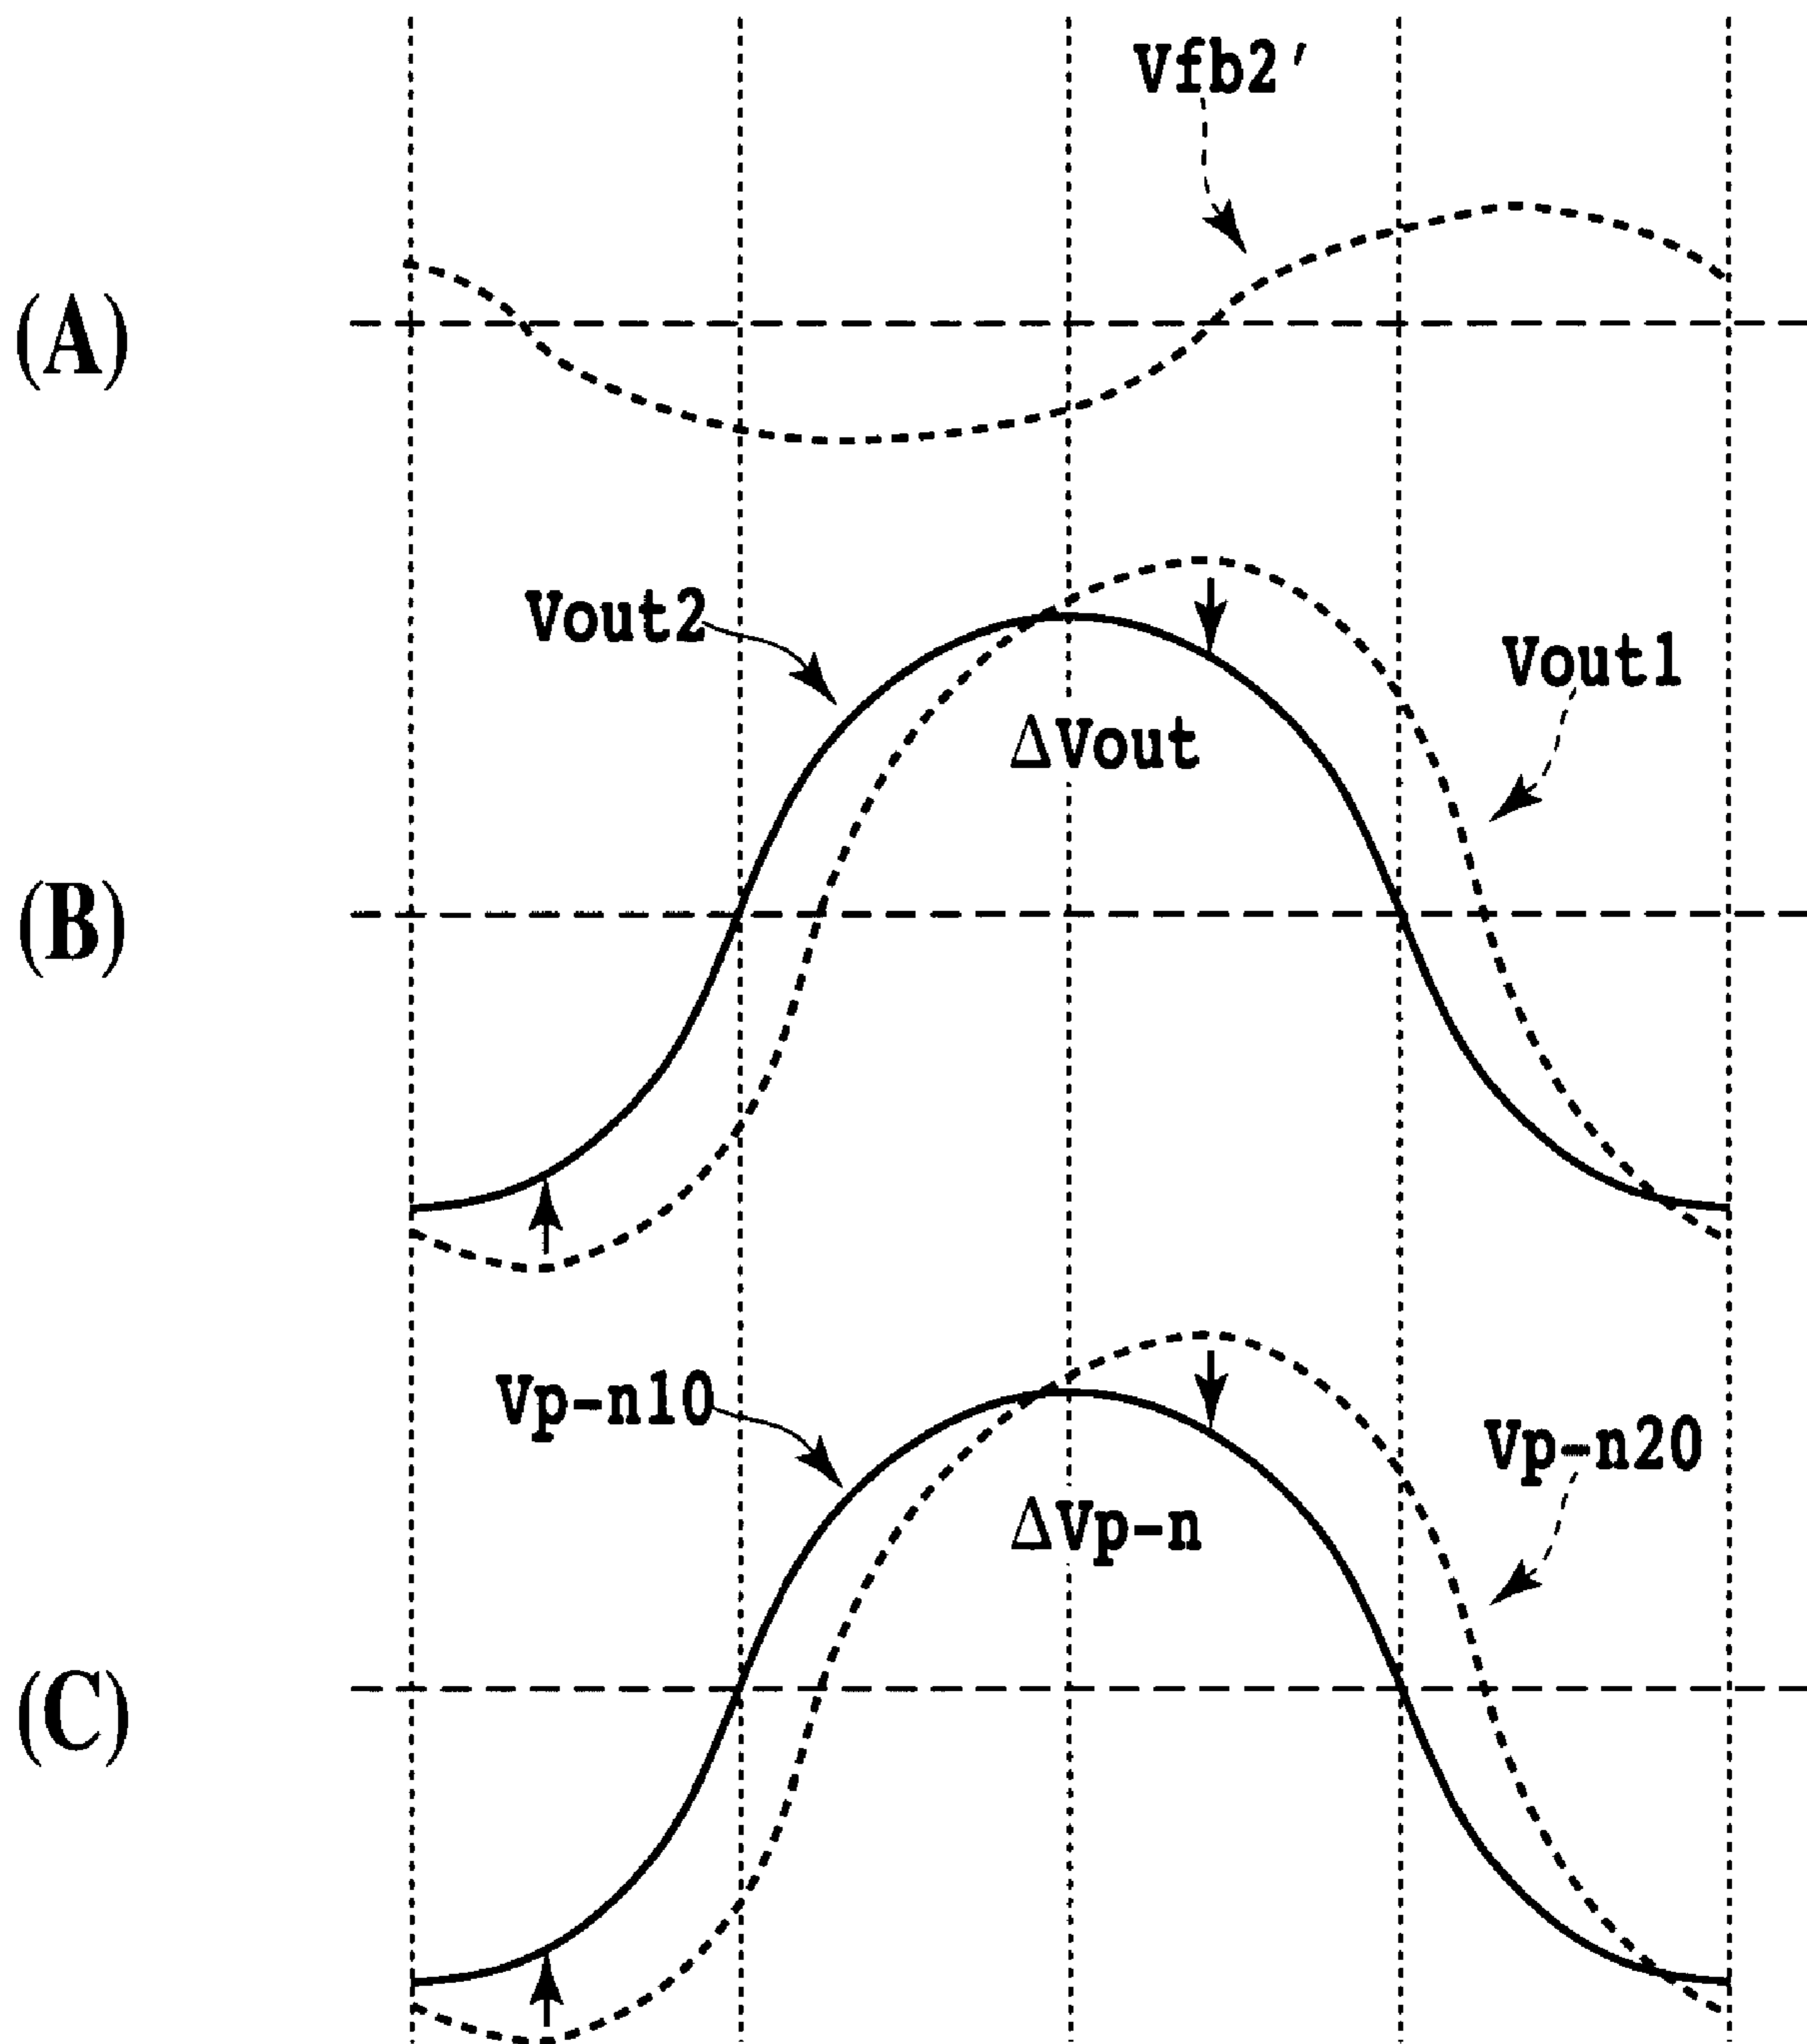 Vfb2'
(A)
Vout2
Vout1
ΔVout
(B)
Vp-n10
Vp-n20
ΔVp-n
(C)